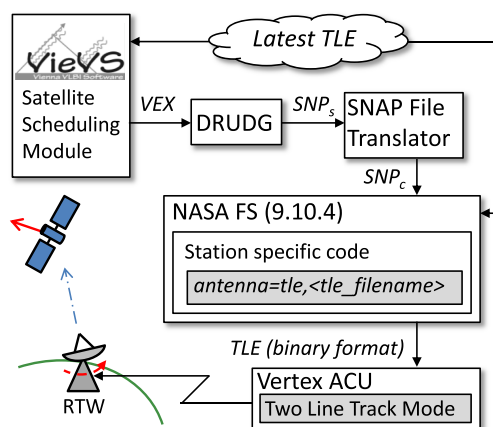 Latest TLE
VieVS
Vienna VLBI Software
Satellite
Scheduling
Module
VEX
DRUDG
SNPs
SNAP File
Translator
SNPc
NASA FS (9.10.4)
Station specific code
antenna=tle,<tle_filename>
TLE (binary format)
Vertex ACU
Two Line Track Mode
RTW